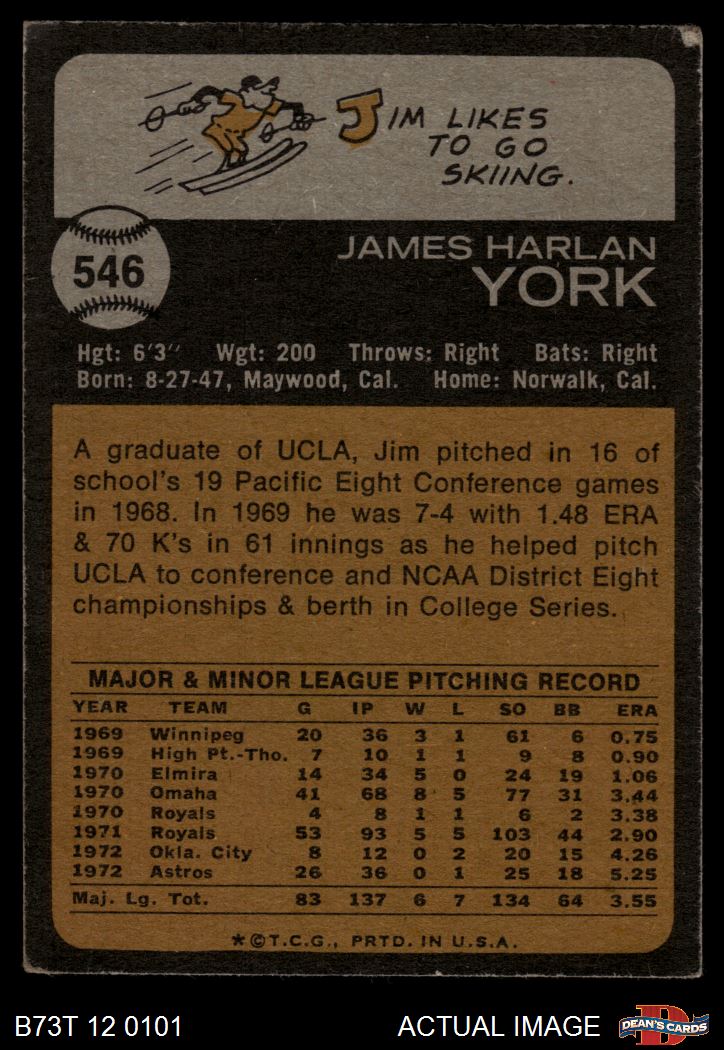 JIM LIKES
TO GO
SKIING.
546
JAMES HARLAN
YORK
Hgt: 6'3" Wgt: 200 Throws: Right Bats: Right
Born: 8-27-47, Maywood, Cal. Home: Norwalk, Cal.
A graduate of UCLA, Jim pitched in 16 of
school's 19 Pacific Eight Conference games
in 1968. In 1969 he was 7-4 with 1.48 ERA
& 70 K's in 61 innings as he helped pitch
UCLA to conference and NCAA District Eight
championships & berth in College Series.
MAJOR & MINOR LEAGUE PITCHING RECORD
YEAR TEAM G IP W L SO BB ERA
1969 Winnipeg 20 36 3 1 61 6 0.75
1969 High Pt.-Tho. 7 10 1 1 9 8 0.90
1970 Elmira 14 34 5 0 24 19 1.06
1970 Omaha 41 68 8 5 77 31 3.44
1970 Royals 4 8 1 1 6 2 3.38
1971 Royals 53 93 5 5 103 44 2.90
1972 Okla. City 8 12 0 2 20 15 4.26
1972 Astros 26 36 0 1 25 18 5.25
Maj. Lg. Tot. 83 137 6 7 134 64 3.55
*©T.C.G., PRTD. IN U.S.A.
B73T 12 0101 ACTUAL IMAGE D DEAN'S CARDS